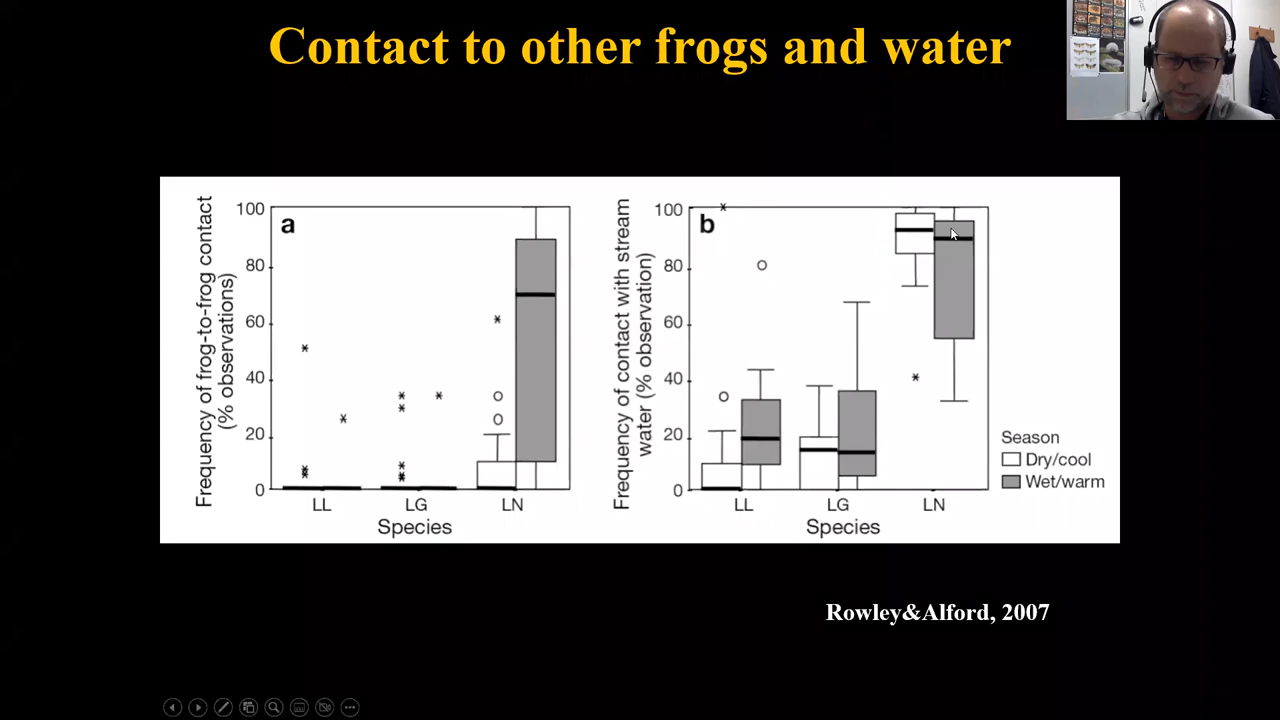 Contact to other frogs and water
Frequency of frog-to-frog contact
(% observations)
100
80
60
40
20
0
a
LL
LG
LN
Species
Frequency of contact with stream
water (% observation)
100
80
60
40
20
0
b
LL
LG
LN
Species
Season
Dry/cool
Wet/warm
Rowley&Alford, 2007